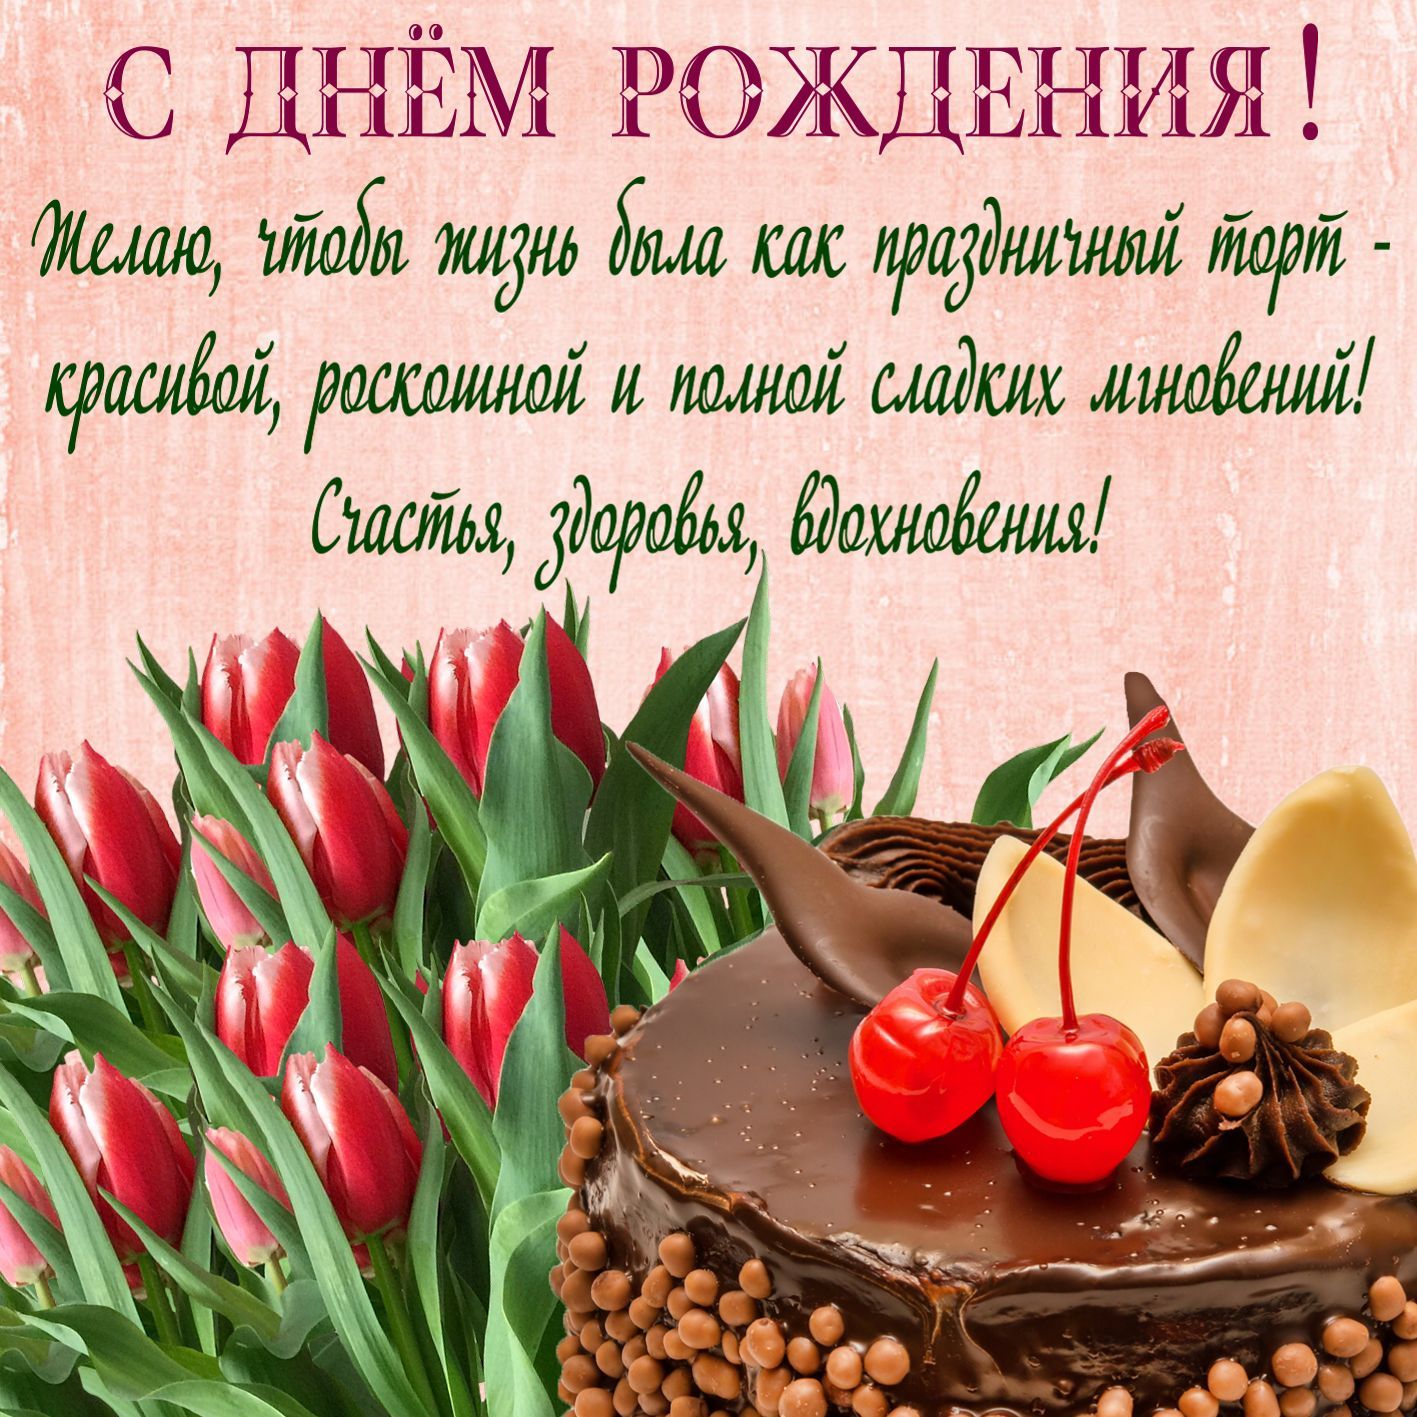 С ДНЁМ РОЖДЕНИЯ!
Желаю, чтобы жизнь была как праздничный торт -
красивой, роскошной и полной сладких мгновений!
Счастья, здоровья, вдохновения!